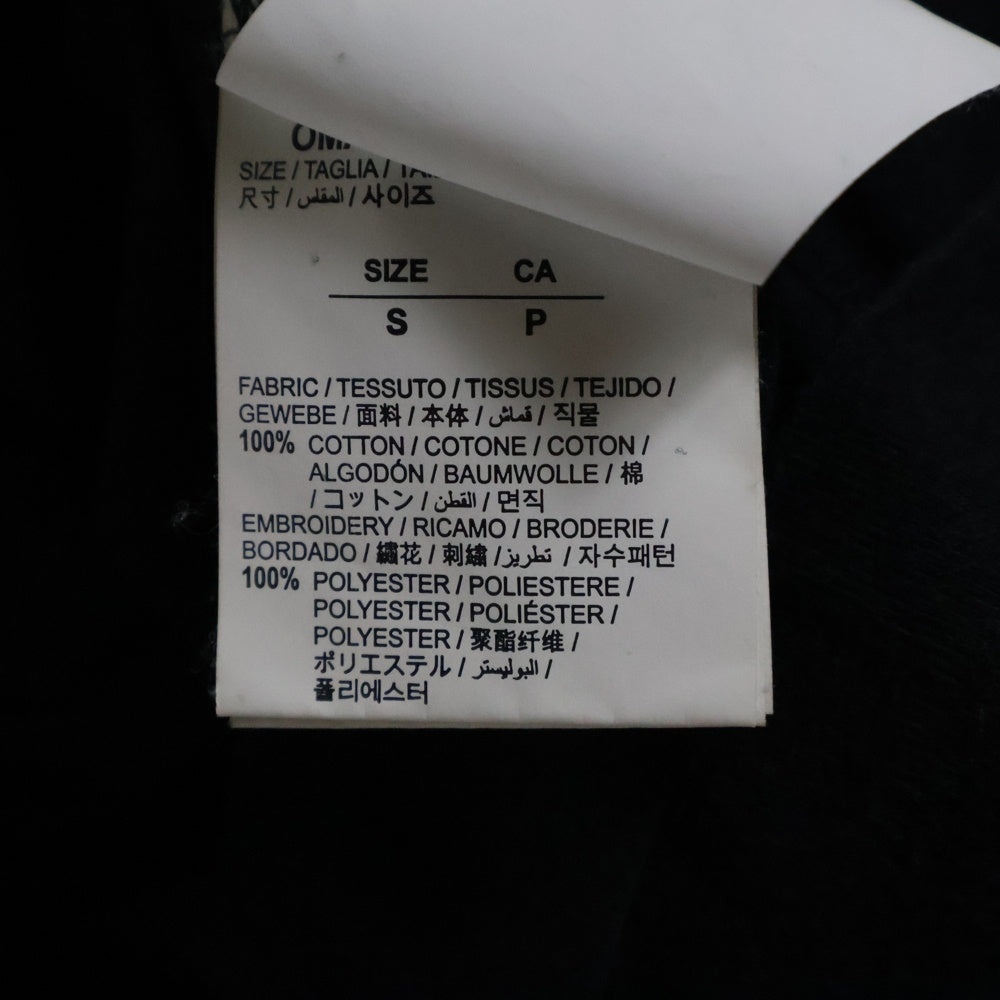 SIZE / TAGLIA /
尺寸 / المقاس / 사이즈
SIZE CA
S P
FABRIC / TESSUTO / TISSUS / TEJIDO /
GEWEBE / 面料 / 本体 / قماش / 직물
100% COTTON / COTONE / COTON /
ALGODÓN / BAUMWOLLE / 棉
/ コットン / القطن / 면직
EMBROIDERY / RICAMO / BRODERIE /
BORDADO / 繡花 / 刺繍 / تطريز / 자수패턴
100% POLYESTER / POLIESTERE /
POLYESTER / POLIÉSTER /
POLYESTER / 聚酯纤维 /
ポリエステル / البوليستر /
폴리에스터